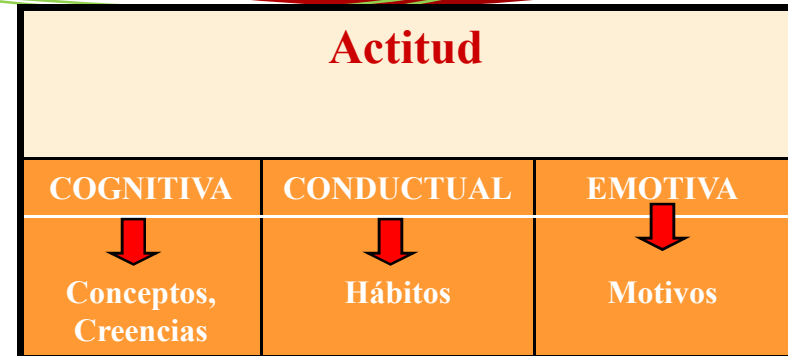 Actitud
COGNITIVA
CONDUCTUAL
EMOTIVA
Conceptos,
Creencias
Hábitos
Motivos